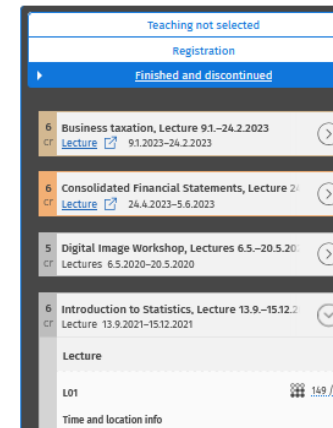 Teaching not selected
Registration
Finished and discontinued
6 Business taxation, Lecture 9.1.–24.2.2023
cr Lecture 9.1.2023–24.2.2023
6 Consolidated Financial Statements, Lecture 24
cr Lecture 24.4.2023–5.6.2023
5 Digital Image Workshop, Lectures 6.5.–20.5.20
cr Lectures 6.5.2020–20.5.2020
6 Introduction to Statistics, Lecture 13.9.–15.12.2
cr Lecture 13.9.2021–15.12.2021
Lecture
L01 149 /
Time and location info